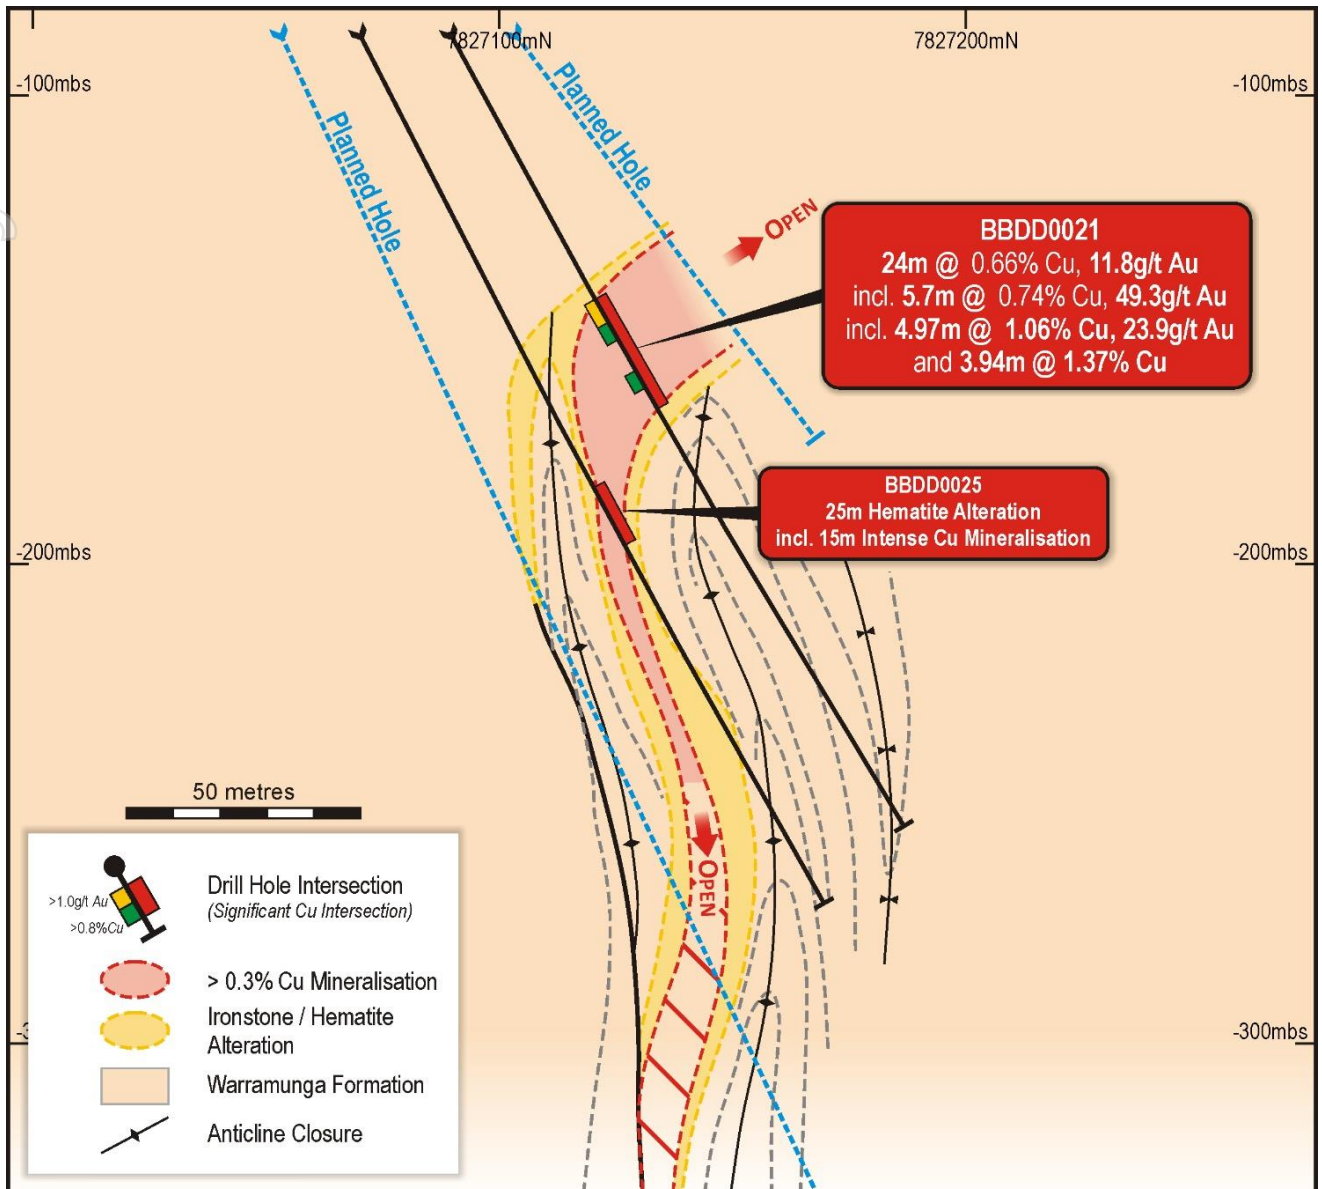 7827100mN
7827200mN
-100mbs
-100mbs
Planned Hole
Planned Hole
OPEN
BBDD0021
24m @ 0.66% Cu, 11.8g/t Au
incl. 5.7m @ 0.74% Cu, 49.3g/t Au
incl. 4.97m @ 1.06% Cu, 23.9g/t Au
and 3.94m @ 1.37% Cu
BBDD0025
25m Hematite Alteration
incl. 15m Intense Cu Mineralisation
-200mbs
-200mbs
50 metres
OPEN
Drill Hole Intersection
(Significant Cu Intersection)
>1.0g/t Au
>0.8%Cu
> 0.3% Cu Mineralisation
Ironstone / Hematite
Alteration
Warramunga Formation
Anticline Closure
-300mbs